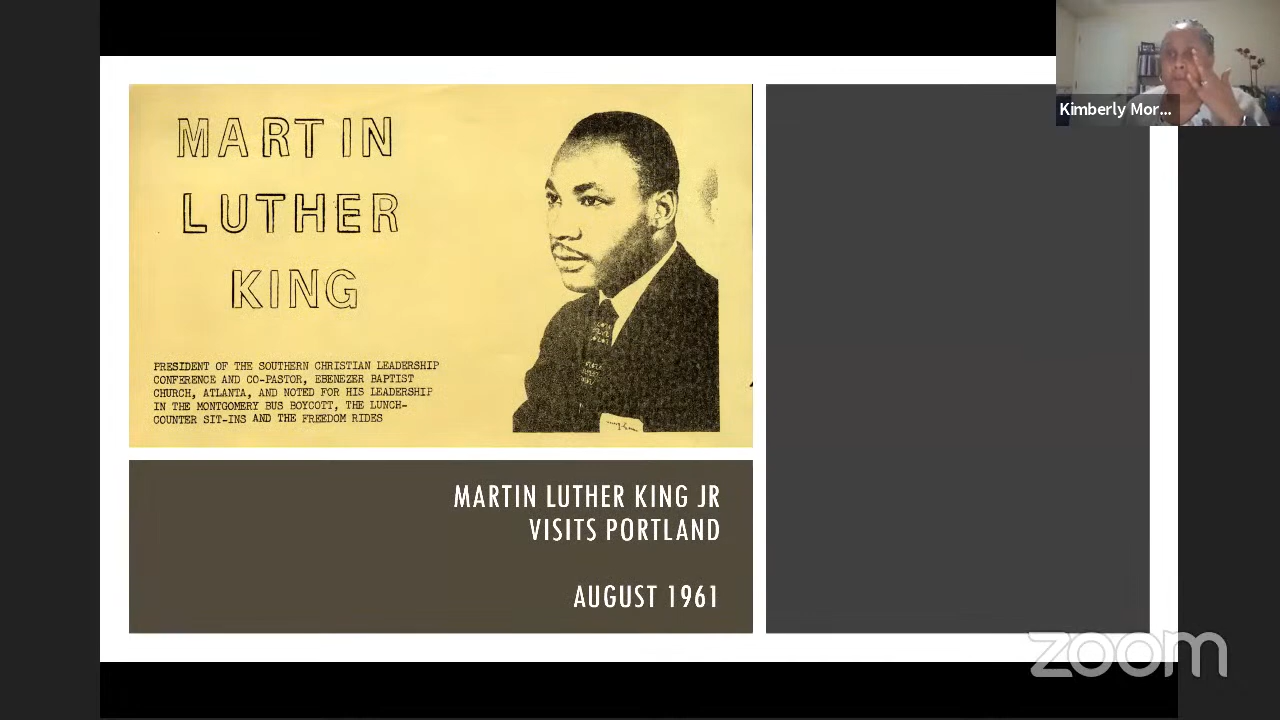 MARTIN
LUTHER
KING
PRESIDENT OF THE SOUTHERN CHRISTIAN LEADERSHIP
CONFERENCE AND CO-PASTOR, EBENEZER BAPTIST
CHURCH, ATLANTA, AND NOTED FOR HIS LEADERSHIP
IN THE MONTGOMERY BUS BOYCOTT, THE LUNCH-
COUNTER SIT-INS AND THE FREEDOM RIDES
MARTIN LUTHER KING JR
VISITS PORTLAND
AUGUST 1961
Kimberly Mor...
zoom